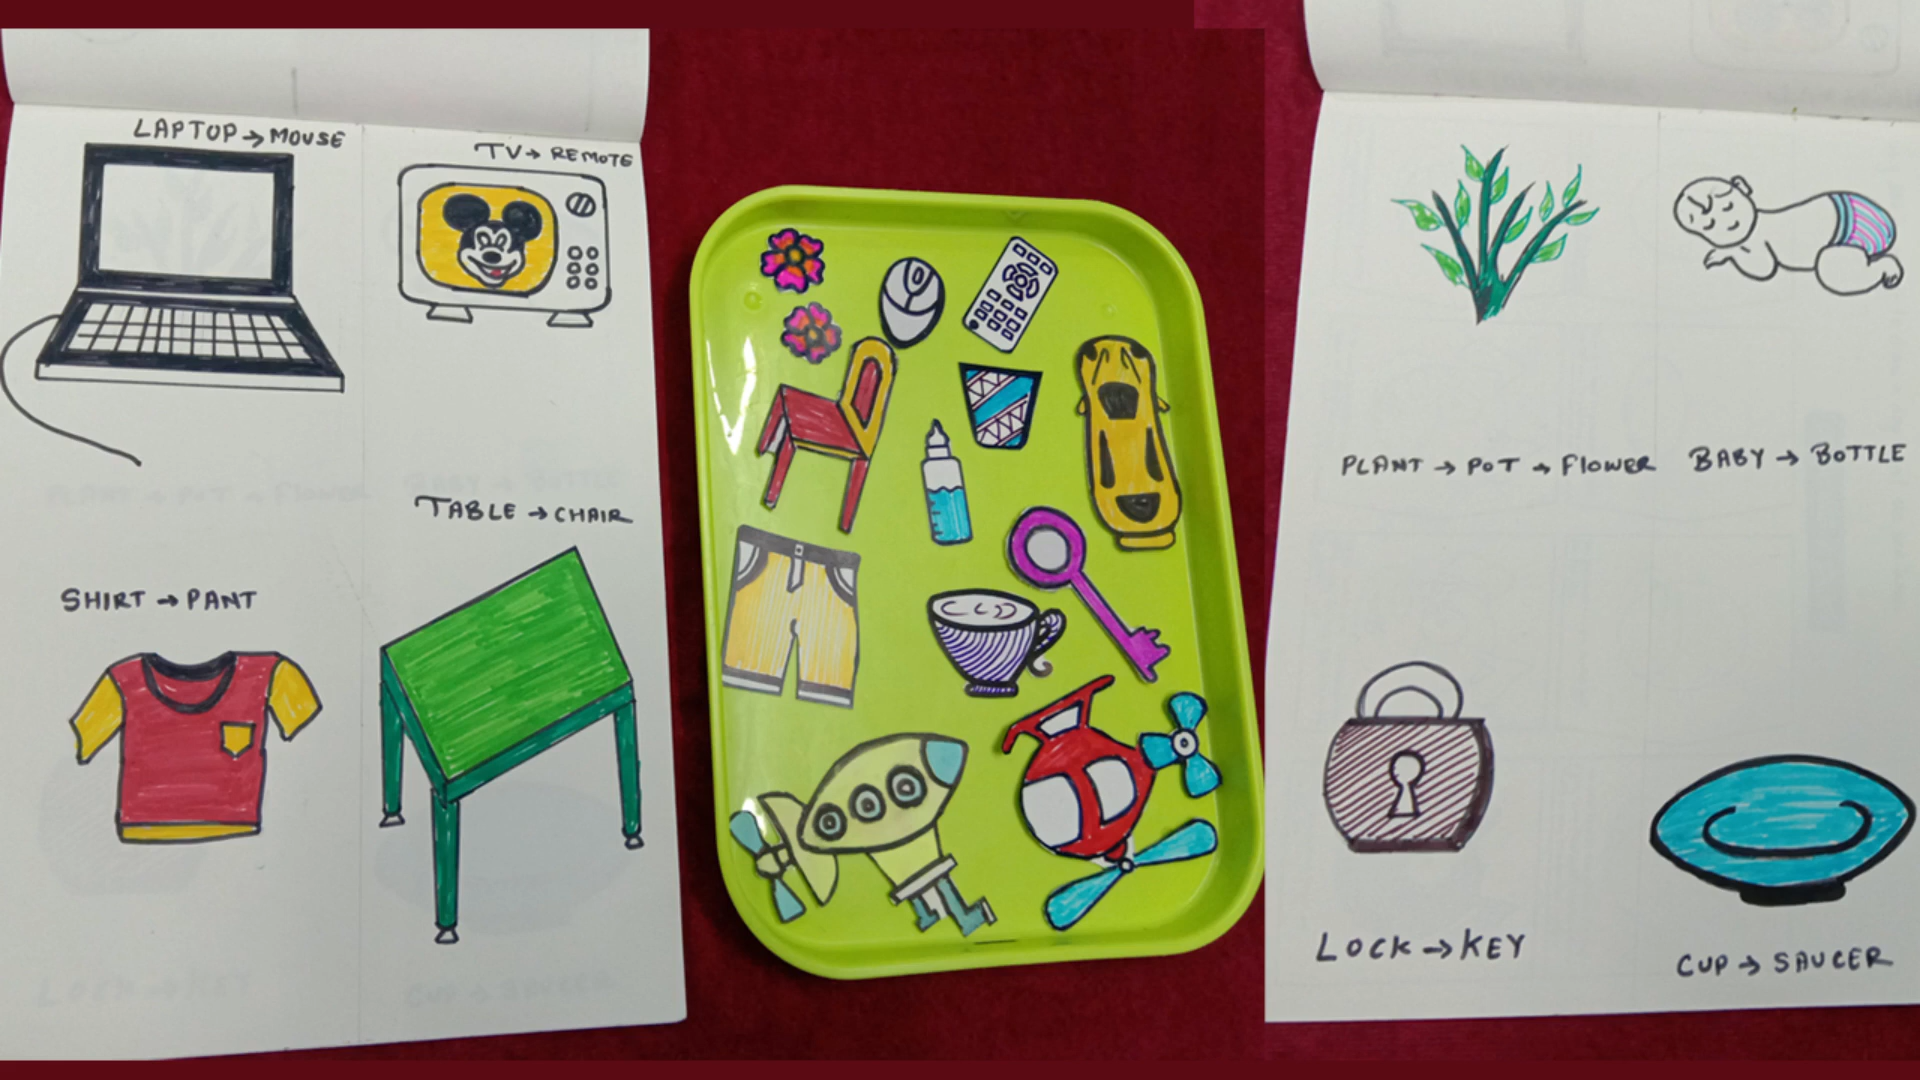 LAPTOP → MOUSE
TV → REMOTE
SHIRT → PANT
TABLE → CHAIR
PLANT → POT → FLOWER
BABY → BOTTLE
LOCK → KEY
CUP → SAUCER